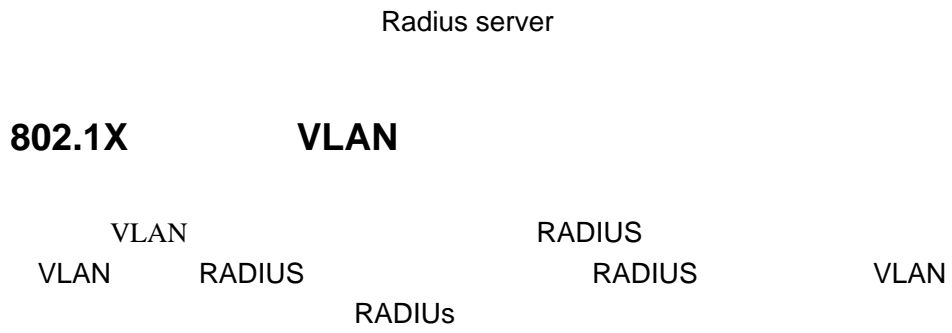 Radius server
802.1X VLAN
VLAN RADIUS
VLAN RADIUS RADIUS VLAN
RADIUs